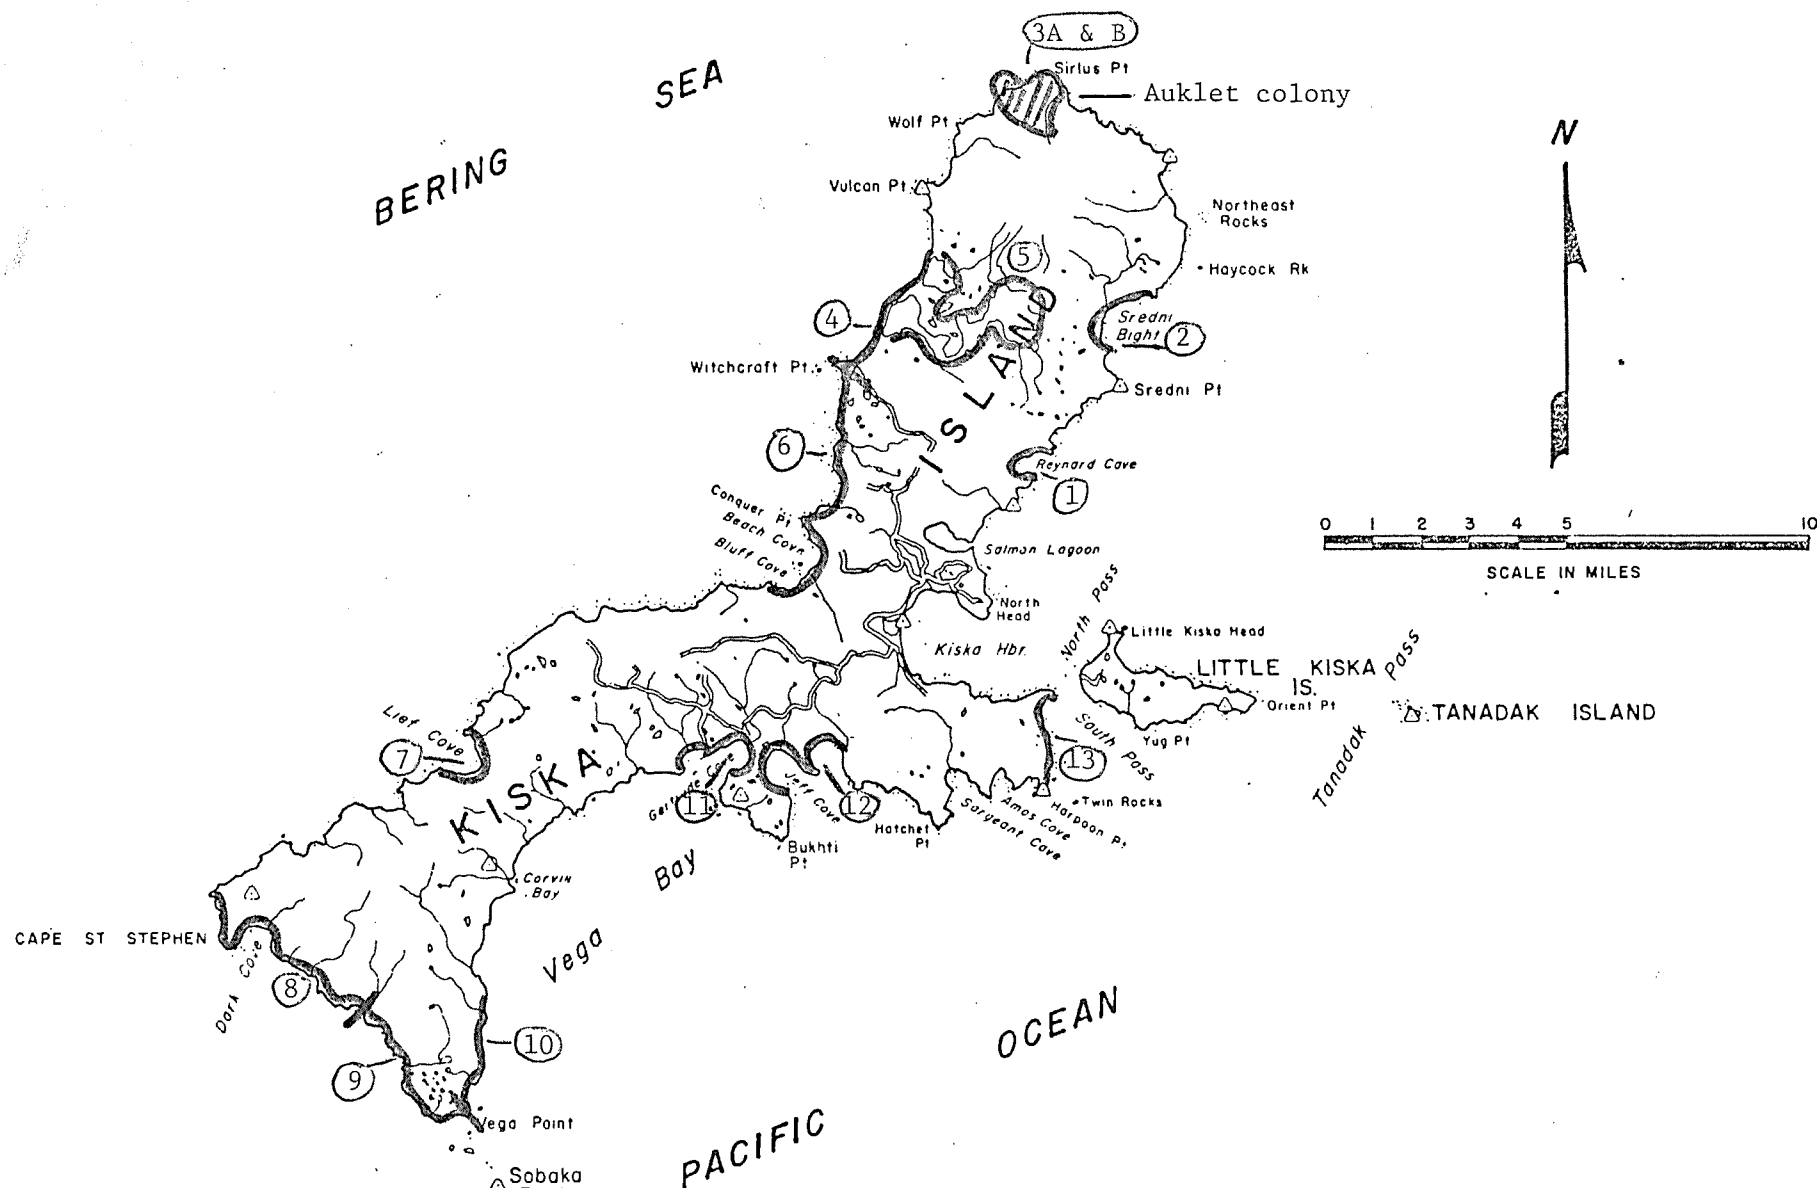 3A & B
Sirius Pt
SEA
Auklet colony
Wolf Pt
N
BERING
Vulcan Pt.
Northeast
Rocks
5
Haycock Rk
4
Sredni
Bight
2
Witchcraft Pt.
Sredni Pt
ISLAND
6
Reynard Cove
1
Conquer Pt
Beach Cove
Bluff Cove
0 1 2 3 4 5 10
SCALE IN MILES
Salmon Lagoon
North
Head
North Pass
Little Kiska Head
Kiska Hbr.
LITTLE KISKA
IS.
Orient Pt
Tanadak Pass
TANADAK ISLAND
Yug Pt
South Pass
Lief Cove
7
13
KISKA
Gertrude Cove
11
Jeff Cove
12
Twin Rocks
Harpoon Pt
Amos Cove
Sargeant Cove
Hatchet
Pt
Bukhti
Pt
Vega Bay
Corvin
Bay
CAPE ST STEPHEN
Dark Cove
8
OCEAN
10
9
Vega Point
PACIFIC
Sobaka